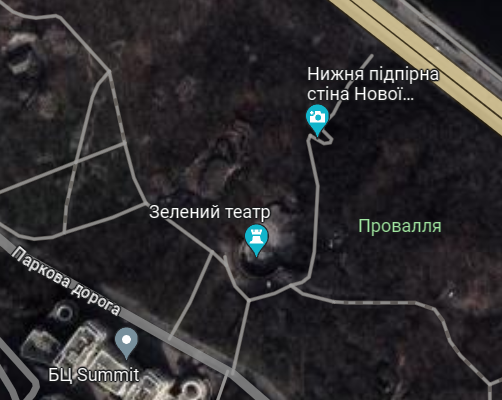 Нижня підпірна
стіна Нової...
Зелений театр
Провалля
Паркова дорога
БЦ Summit